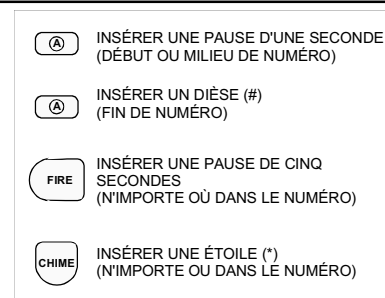 Ⓐ INSÉRER UNE PAUSE D'UNE SECONDE
(DÉBUT OU MILIEU DE NUMÉRO)
Ⓐ INSÉRER UN DIÈSE (#)
(FIN DE NUMÉRO)
INSÉRER UNE PAUSE DE CINQ
FIRE SECONDES
(N'IMPORTE OÙ DANS LE NUMÉRO)
CHIME INSÉRER UNE ÉTOILE (*)
(N'IMPORTE OU DANS LE NUMÉRO)